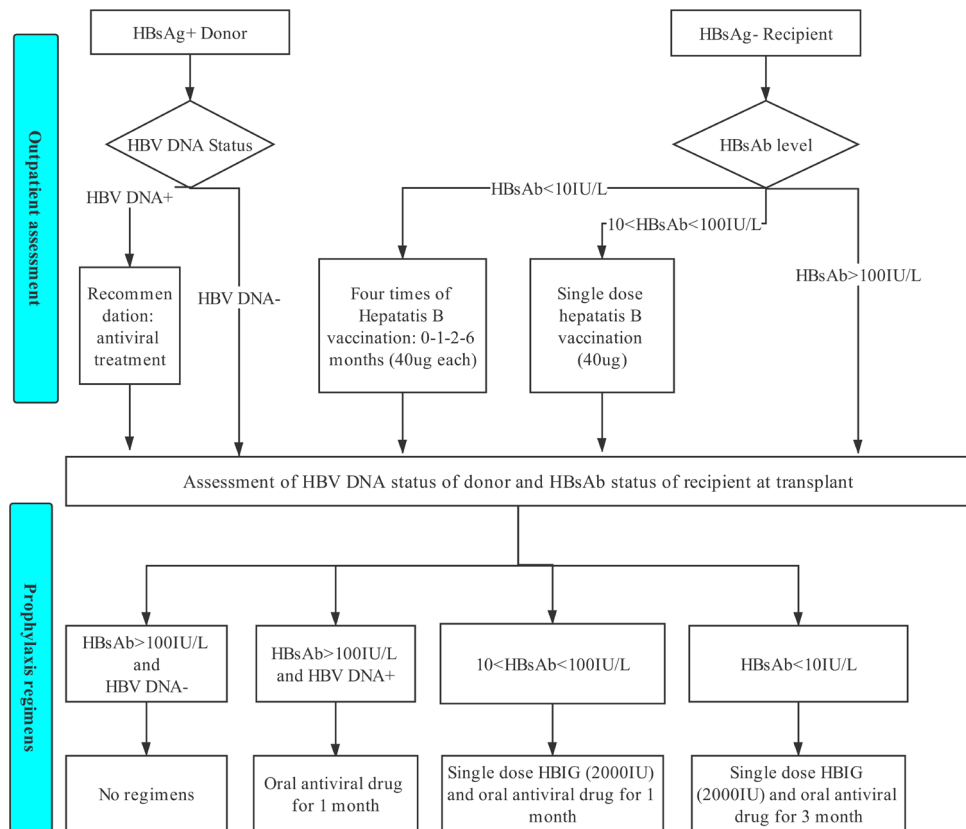 HBsAg+ Donor
HBsAg- Recipient
Outpatient assessment
HBV DNA Status
HBsAb level
HBV DNA+
HBsAb<10IU/L
10<HBsAb<100IU/L
HBV DNA-
HBsAb>100IU/L
Recommen
dation:
antiviral
treatment
Four times of
Hepatatis B
vaccination: 0-1-2-6
months (40ug each)
Single dose
hepatatis B
vaccination
(40ug)
Assessment of HBV DNA status of donor and HBsAb status of recipient at transplant
Prophylaxis regimens
HBsAb>100IU/L
and
HBV DNA-
HBsAb>100IU/L
and HBV DNA+
10<HBsAb<100IU/L
HBsAb<10IU/L
No regimens
Oral antiviral drug
for 1 month
Single dose HBIG (2000IU)
and oral antiviral drug for 1
month
Single dose HBIG
(2000IU) and oral antiviral
drug for 3 month